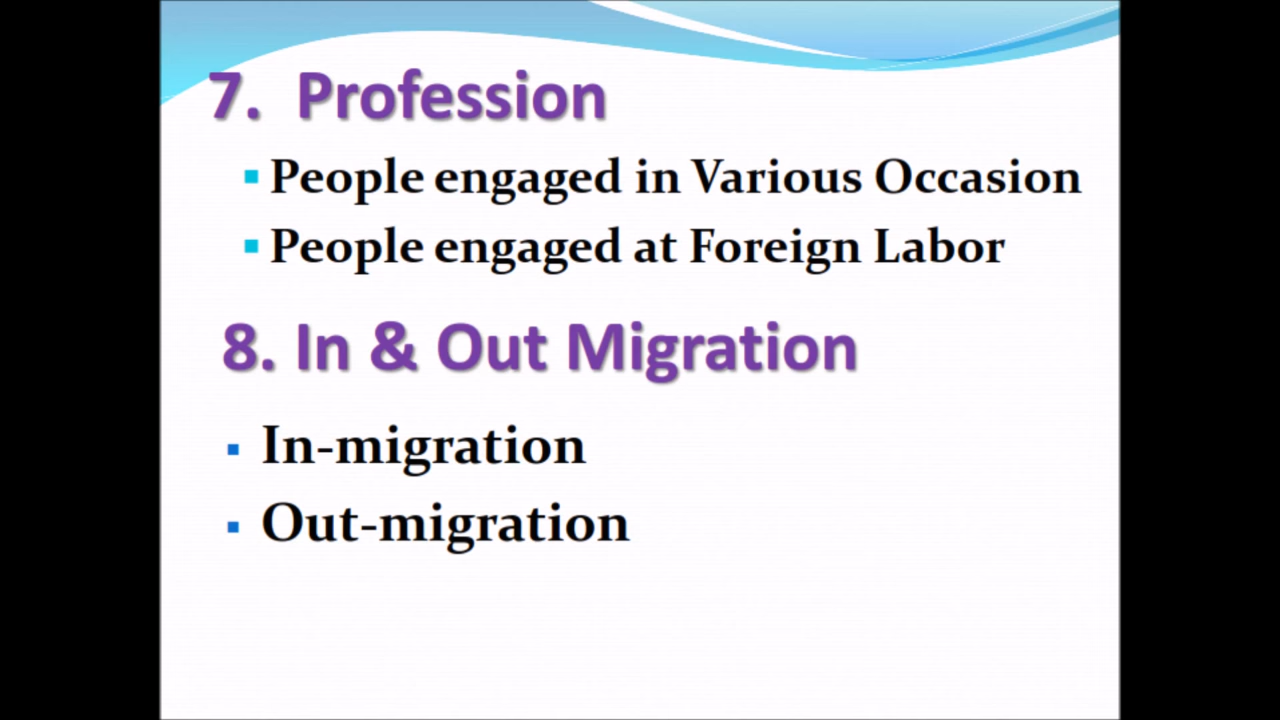 7. Profession
▪ People engaged in Various Occasion
▪ People engaged at Foreign Labor
8. In & Out Migration
▪ In-migration
▪ Out-migration